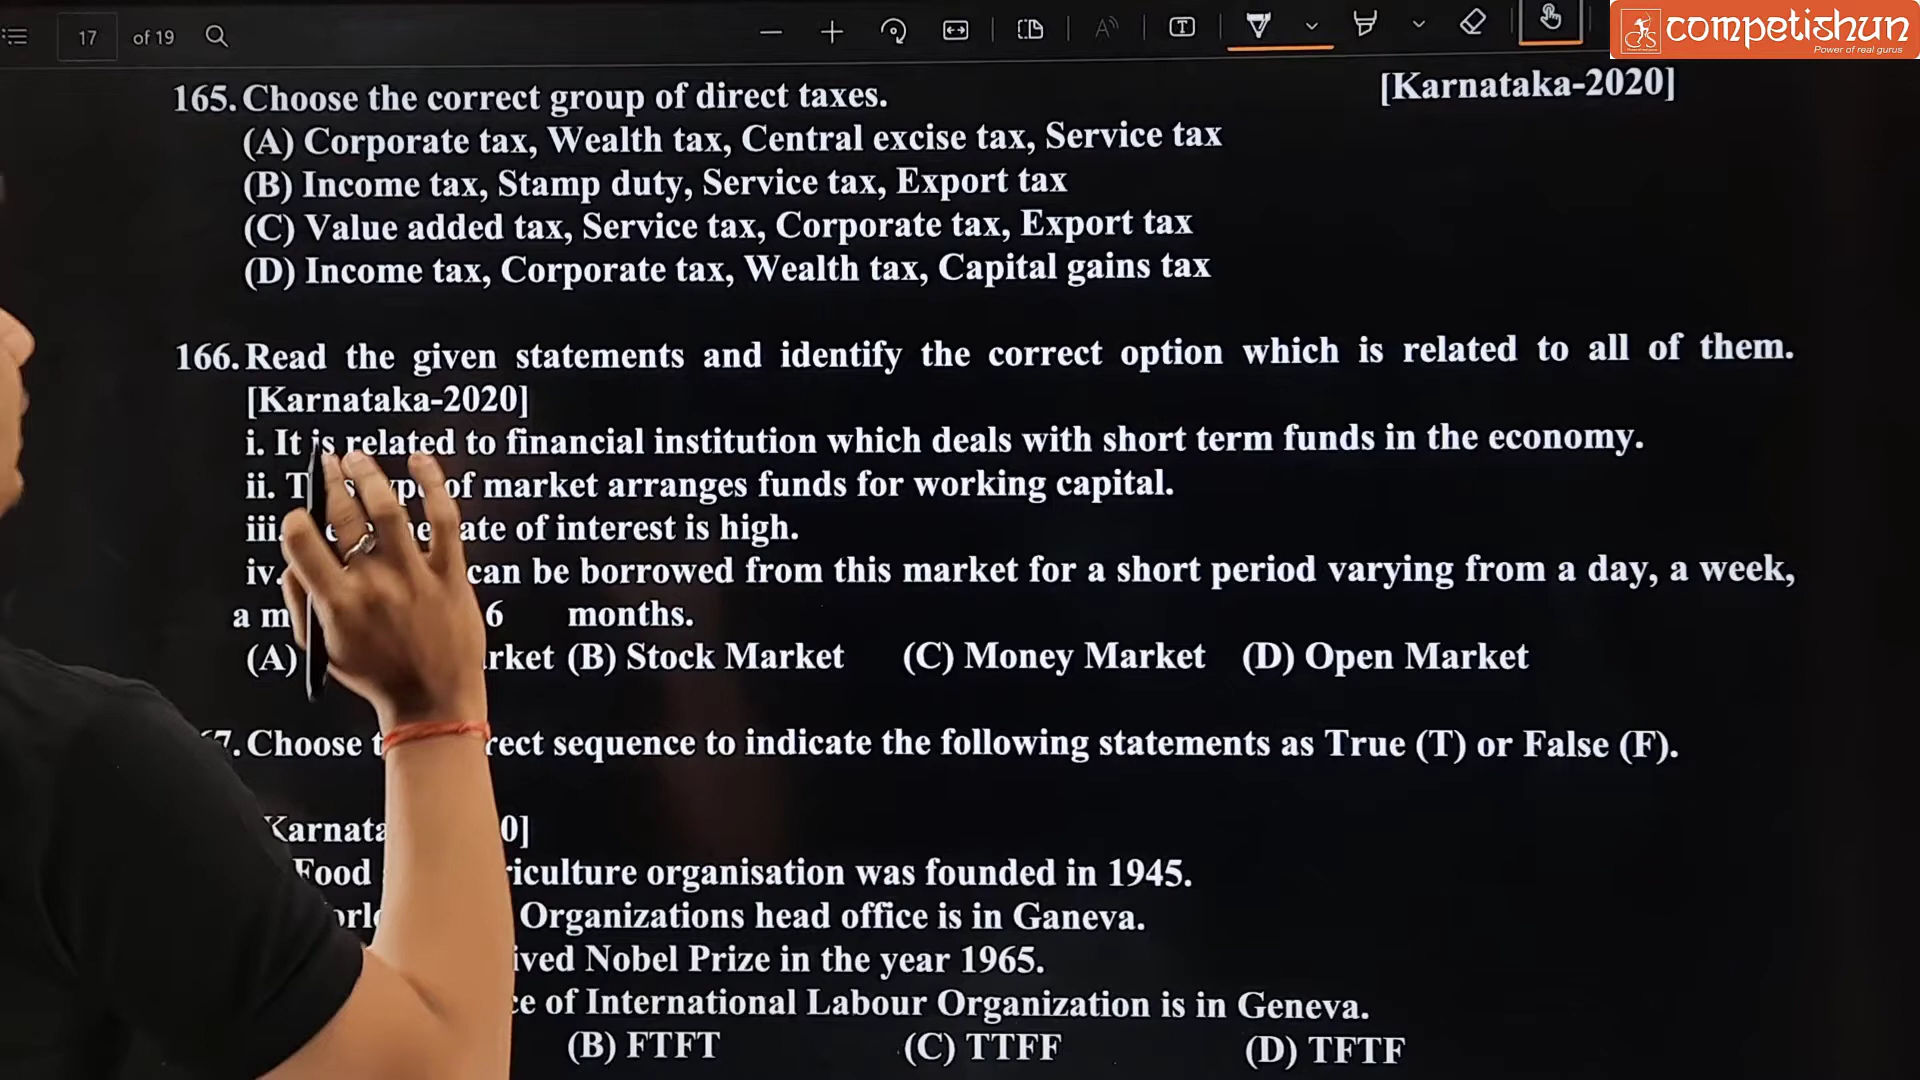 17 of 19
competishun
Power of real gurus
165. Choose the correct group of direct taxes. [Karnataka-2020]
(A) Corporate tax, Wealth tax, Central excise tax, Service tax
(B) Income tax, Stamp duty, Service tax, Export tax
(C) Value added tax, Service tax, Corporate tax, Export tax
(D) Income tax, Corporate tax, Wealth tax, Capital gains tax
166. Read the given statements and identify the correct option which is related to all of them.
[Karnataka-2020]
i. It is related to financial institution which deals with short term funds in the economy.
ii. of market arranges funds for working capital.
iii. of interest is high.
iv. can be borrowed from this market for a short period varying from a day, a week,
a 6 months.
(A) (B) Stock Market (C) Money Market (D) Open Market
Choose sequence to indicate the following statements as True (T) or False (F).
Food organisation was founded in 1945.
Organizations head office is in Ganeva.
Nobel Prize in the year 1965.
of International Labour Organization is in Geneva.
(B) FTFT (C) TTFF (D) TFTF